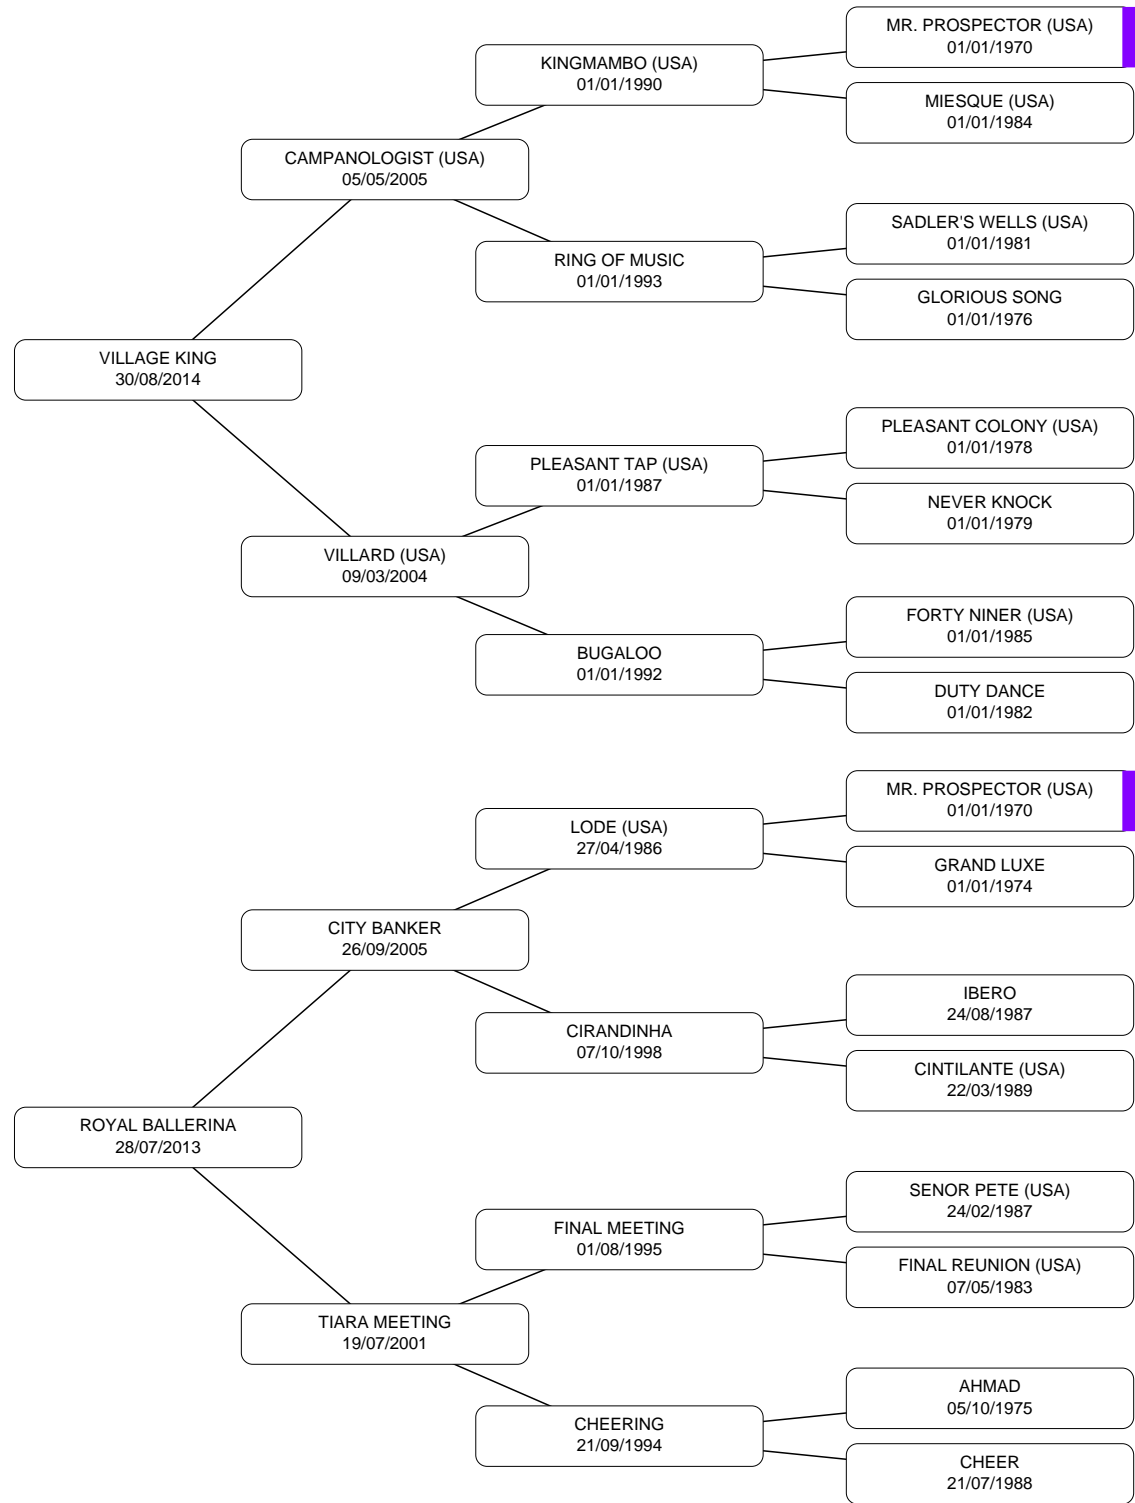 MR. PROSPECTOR (USA)
01/01/1970
KINGMAMBO (USA)
01/01/1990
MIESQUE (USA)
01/01/1984
CAMPANOLOGIST (USA)
05/05/2005
SADLER'S WELLS (USA)
01/01/1981
RING OF MUSIC
01/01/1993
GLORIOUS SONG
01/01/1976
VILLAGE KING
30/08/2014
PLEASANT COLONY (USA)
01/01/1978
PLEASANT TAP (USA)
01/01/1987
NEVER KNOCK
01/01/1979
VILLARD (USA)
09/03/2004
FORTY NINER (USA)
01/01/1985
BUGALOO
01/01/1992
DUTY DANCE
01/01/1982
MR. PROSPECTOR (USA)
01/01/1970
LODE (USA)
27/04/1986
GRAND LUXE
01/01/1974
CITY BANKER
26/09/2005
IBERO
24/08/1987
CIRANDINHA
07/10/1998
CINTILANTE (USA)
22/03/1989
ROYAL BALLERINA
28/07/2013
SENOR PETE (USA)
24/02/1987
FINAL MEETING
01/08/1995
FINAL REUNION (USA)
07/05/1983
TIARA MEETING
19/07/2001
AHMAD
05/10/1975
CHEERING
21/09/1994
CHEER
21/07/1988